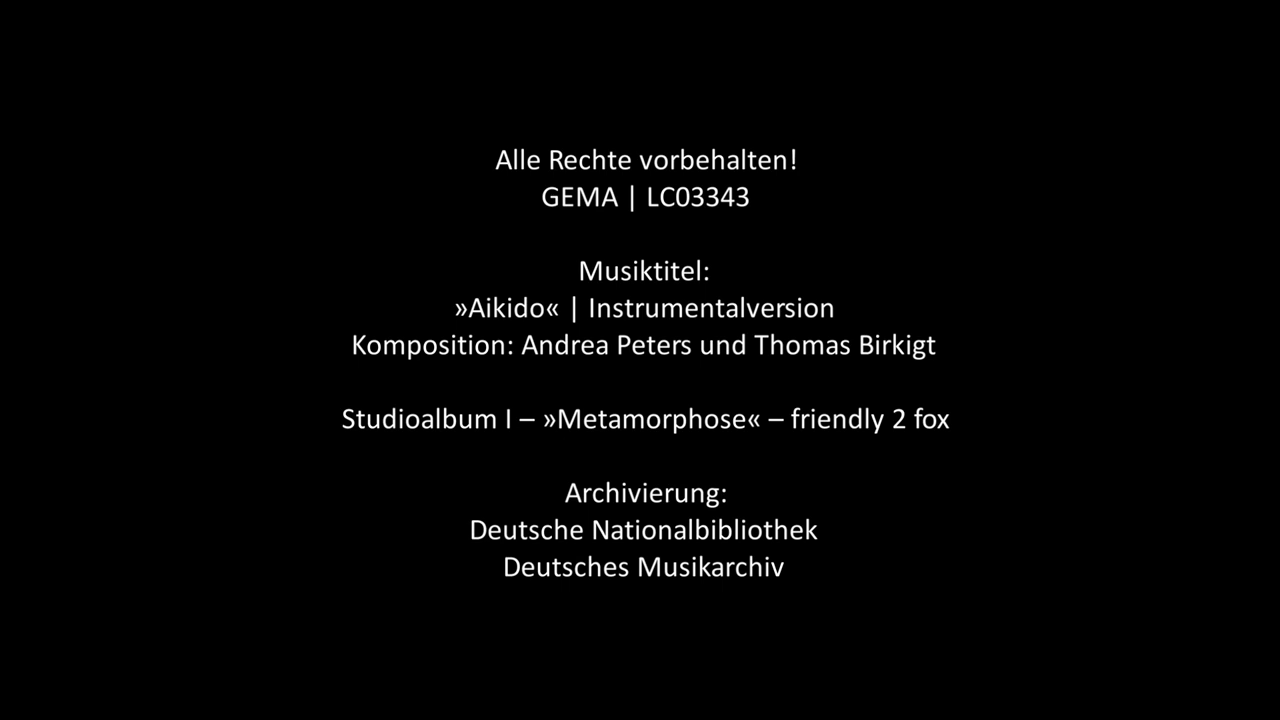 Alle Rechte vorbehalten!
GEMA | LC03343
Musiktitel:
»Aikido« | Instrumentalversion
Komposition: Andrea Peters und Thomas Birkigt
Studioalbum I – »Metamorphose« – friendly 2 fox
Archivierung:
Deutsche Nationalbibliothek
Deutsches Musikarchiv